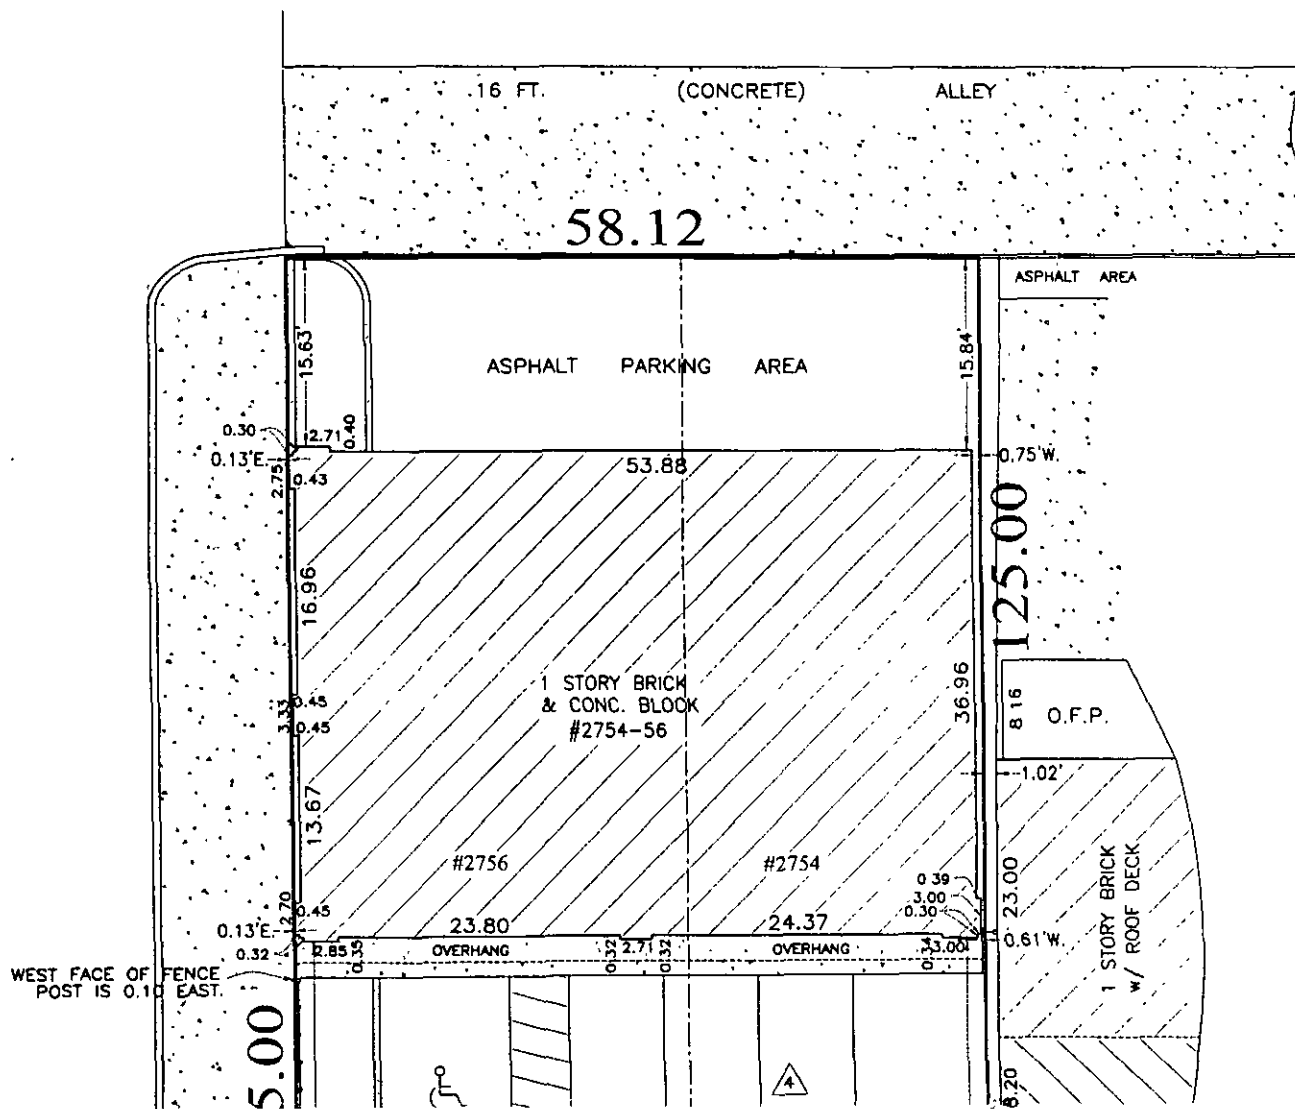 16 FT. (CONCRETE) ALLEY
58.12
ASPHALT AREA
15.63'
15.84'
ASPHALT PARKING AREA
0.30
2.71
0.40
0.13'E.
53.88
0.75'W.
2.75
0.43
125.00
16.96
36.96
1 STORY BRICK
& CONC. BLOCK
#2754-56
0.45
3.33
0.45
8.16
O.F.P.
1.02'
13.67
#2756
#2754
0.39
3.00
0.30
23.00
1 STORY BRICK
w/ ROOF DECK
2.70
0.45
23.80
24.37
0.13'E.
0.61'W.
0.32
2.85
0.35
OVERHANG
0.32
2.71
0.32
OVERHANG
3.00
WEST FACE OF FENCE
POST IS 0.10 EAST.
5.00
4
8.20